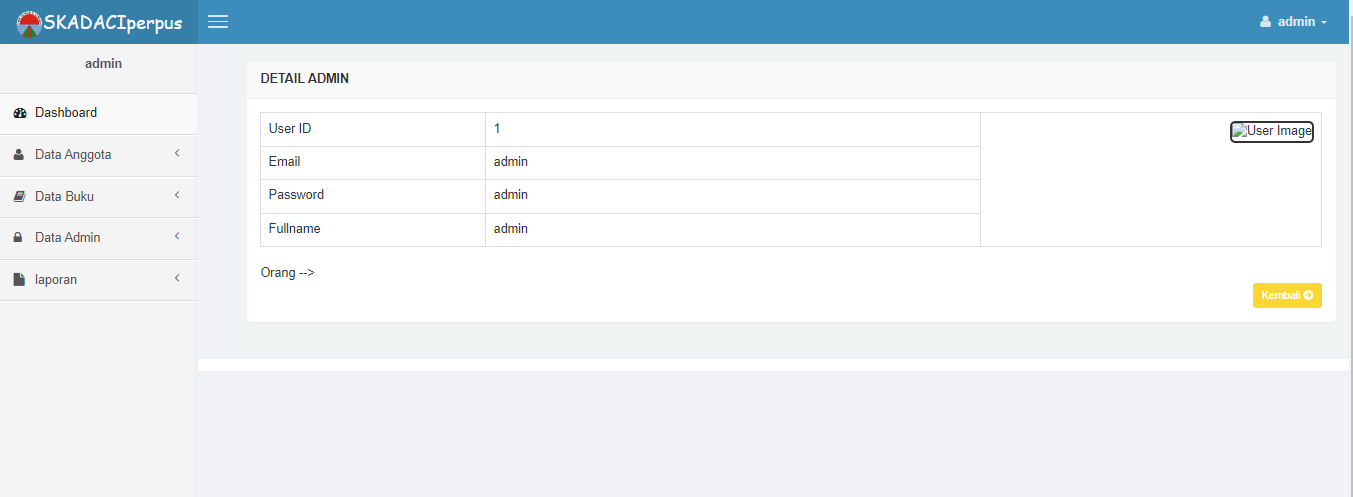 SKADACIperpus
admin
admin
Dashboard
Data Anggota
Data Buku
Data Admin
laporan
DETAIL ADMIN
User ID 1
User Image
Email admin
Password admin
Fullname admin
Orang -->
Kembali